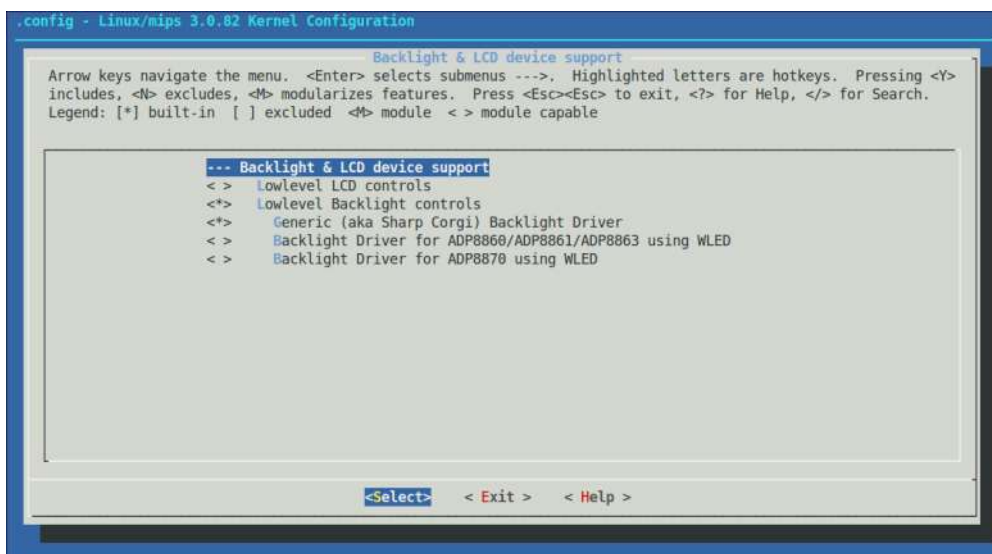 .config - Linux/mips 3.0.82 Kernel Configuration
Backlight & LCD device support
Arrow keys navigate the menu. <Enter> selects submenus --->. Highlighted letters are hotkeys. Pressing <Y>
includes, <N> excludes, <M> modularizes features. Press <Esc><Esc> to exit, <?> for Help, </> for Search.
Legend: [*] built-in [ ] excluded <M> module < > module capable
--- Backlight & LCD device support
< > Lowlevel LCD controls
<*> Lowlevel Backlight controls
<*> Generic (aka Sharp Corgi) Backlight Driver
< > Backlight Driver for ADP8860/ADP8861/ADP8863 using WLED
< > Backlight Driver for ADP8870 using WLED
<Select> < Exit > < Help >